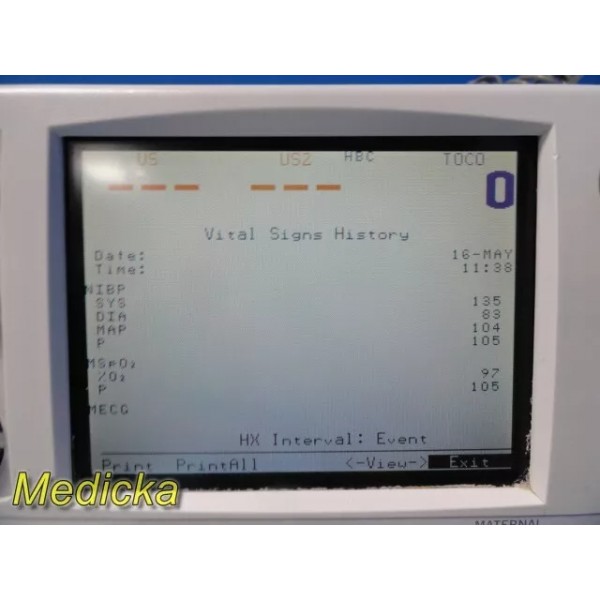 US US2 ABC TOCO
--- --- 0
Vital Signs History
Date: 16-MAY
Time: 11:38
NIBP
SYS 135
DIA 83
MAP 104
P 105
MSpO₂
%O₂ 97
P 105
MECG
HX Interval: Event
Print PrintAll <-View-> Exit
Medicka
MATERNAL